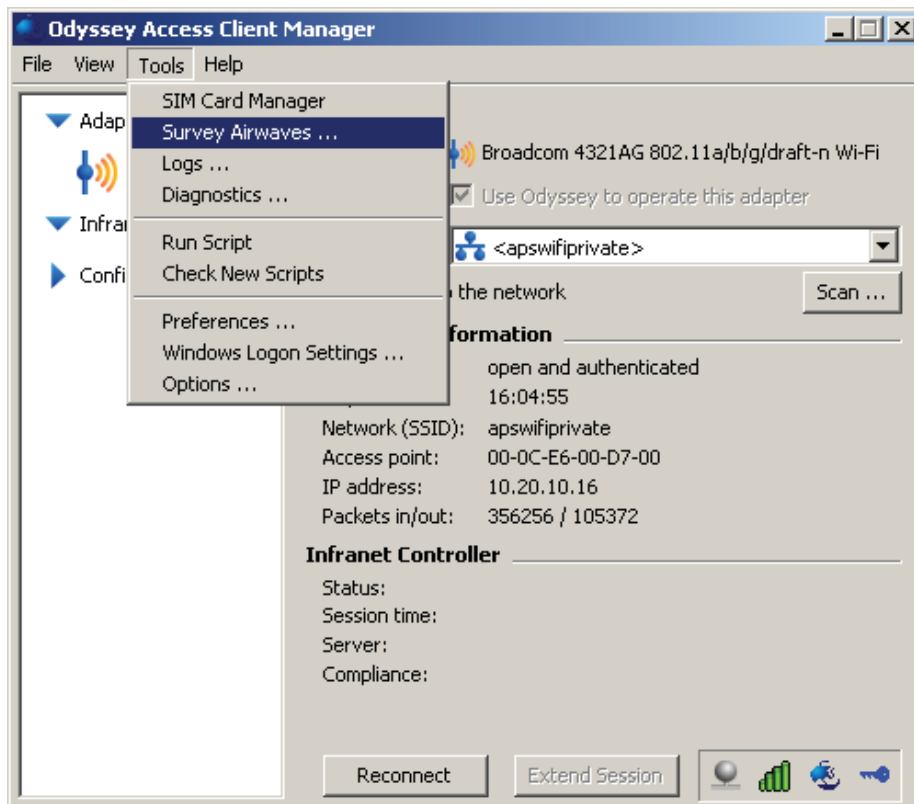 Odyssey Access Client Manager
File View Tools Help
SIM Card Manager
Survey Airwaves ...
Logs ...
Diagnostics ...
Run Script
Check New Scripts
Preferences ...
Windows Logon Settings ...
Options ...
Adap
Infra
Confi
Broadcom 4321AG 802.11a/b/g/draft-n Wi-Fi
Use Odyssey to operate this adapter
<apswifiprivate>
the network
Scan ...
formation
open and authenticated
16:04:55
Network (SSID): apswifiprivate
Access point: 00-0C-E6-00-D7-00
IP address: 10.20.10.16
Packets in/out: 356256 / 105372
Infranet Controller
Status:
Session time:
Server:
Compliance:
Reconnect
Extend Session